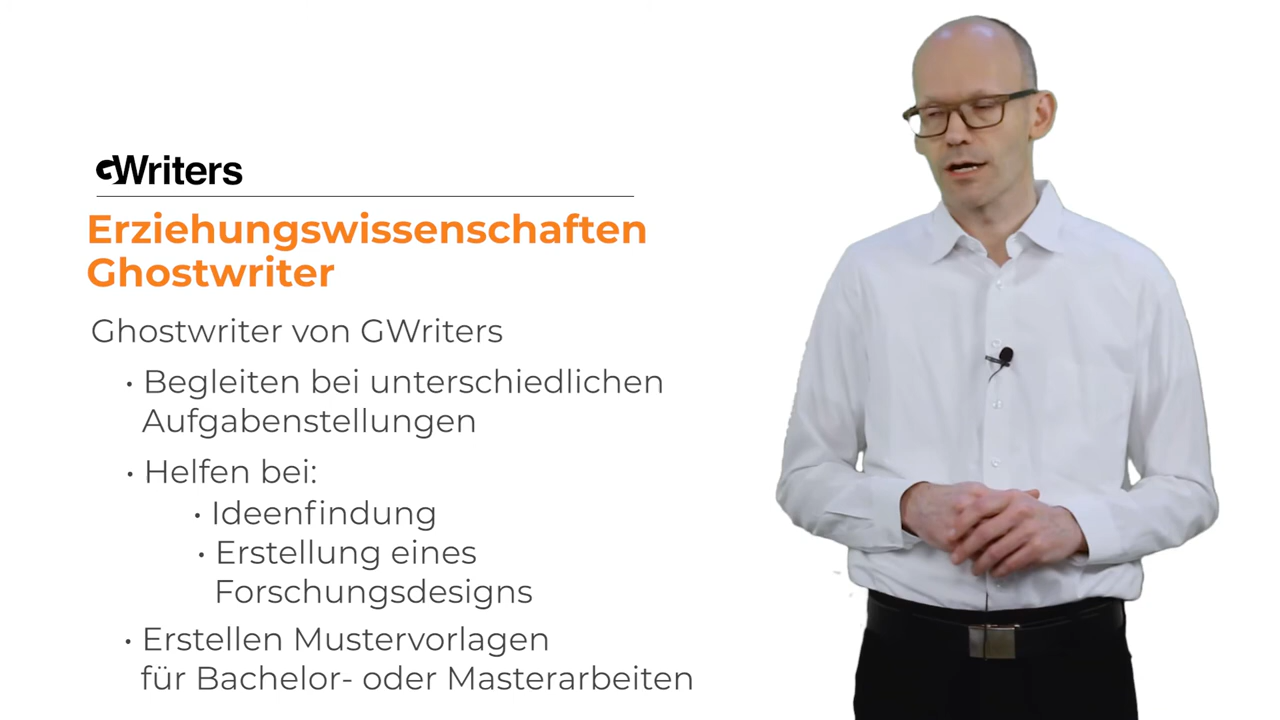 GWriters
Erziehungswissenschaften
Ghostwriter
Ghostwriter von GWriters
• Begleiten bei unterschiedlichen
Aufgabenstellungen
• Helfen bei:
• Ideenfindung
• Erstellung eines
Forschungsdesigns
• Erstellen Mustervorlagen
für Bachelor- oder Masterarbeiten